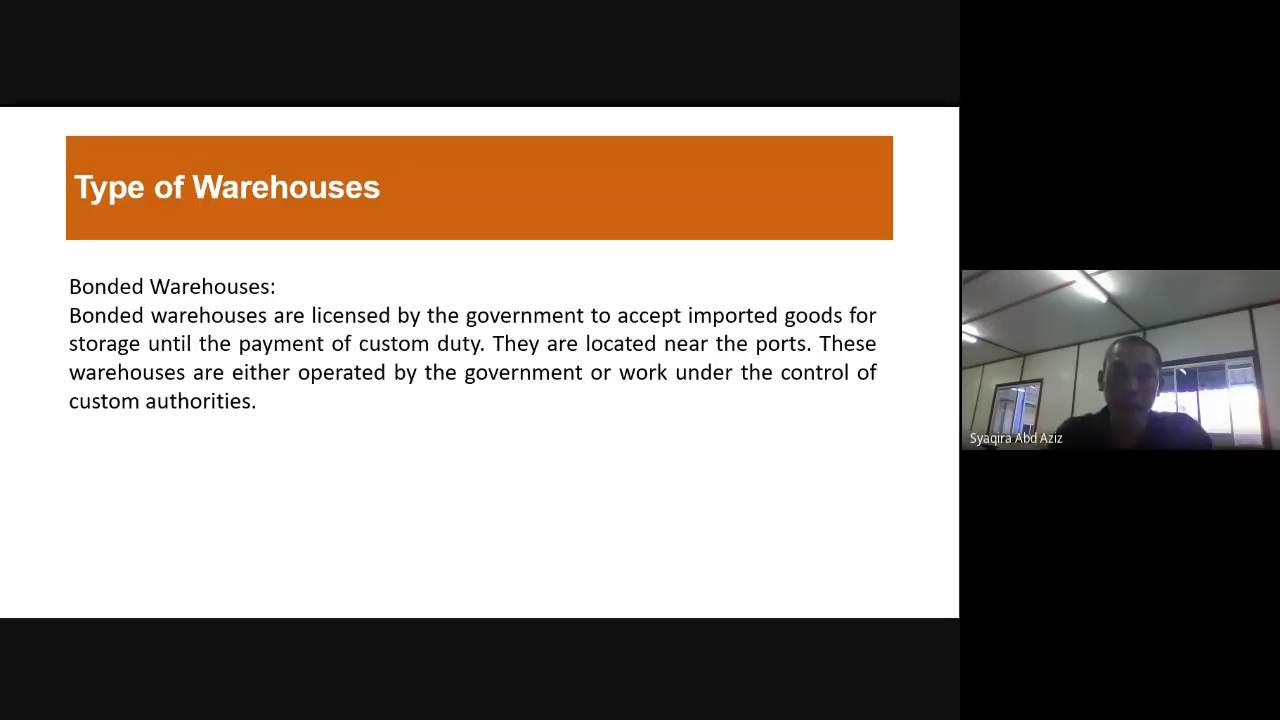 Type of Warehouses
Bonded Warehouses:
Bonded warehouses are licensed by the government to accept imported goods for
storage until the payment of custom duty. They are located near the ports. These
warehouses are either operated by the government or work under the control of
custom authorities.
Syaqira Abd Aziz